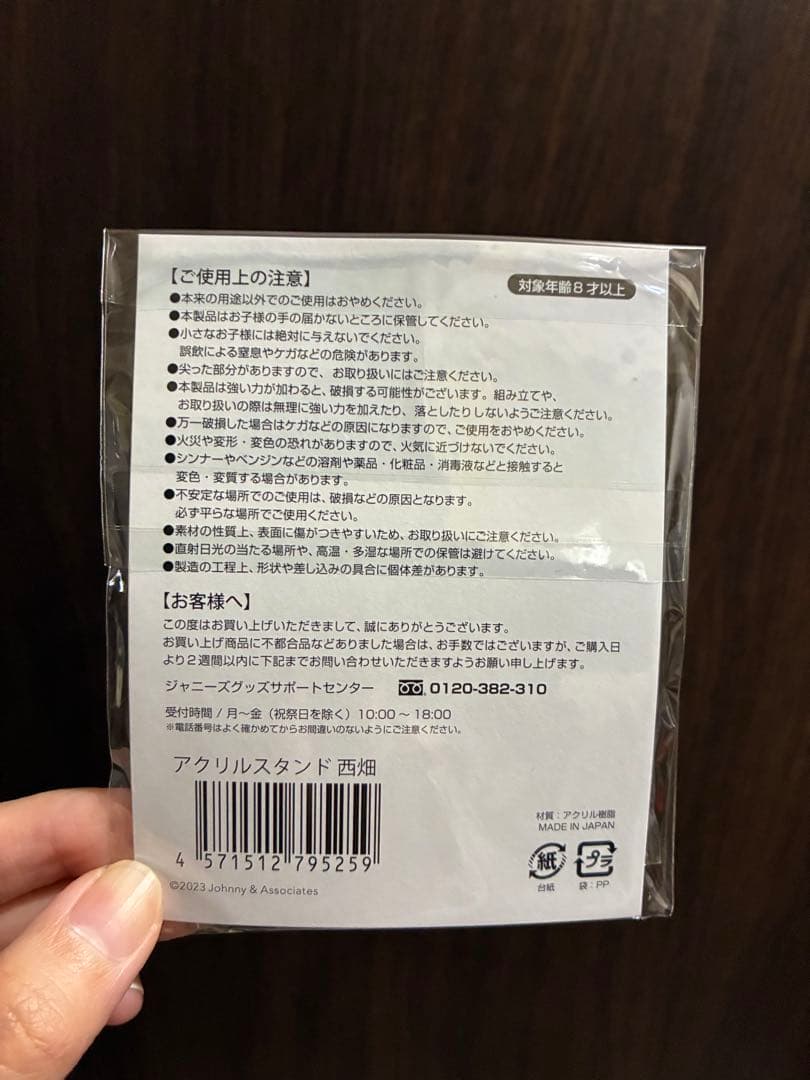 【ご使用上の注意】
対象年齢8才以上
●本来の用途以外でのご使用はおやめください。
●本製品はお子様の手の届かないところに保管してください。
●小さなお子様には絶対に与えないでください。
誤飲による窒息やケガなどの危険があります。
●尖った部分がありますので、お取り扱いにはご注意ください。
●本製品は強い力が加わると、破損する可能性がございます。組み立てや、
お取り扱いの際は無理に強い力を加えたり、落としたりしないようご注意ください。
●万一破損した場合はケガなどの原因になりますので、ご使用をおやめください。
●火災や変形・変色の恐れがありますので、火気に近づけないでください。
●シンナーやベンジンなどの溶剤や薬品・化粧品・消毒液などと接触すると
変色・変質する場合があります。
●不安定な場所でのご使用は、破損などの原因となります。
必ず平らな場所でご使用ください。
●素材の性質上、表面に傷がつきやすいため、お取り扱いにご注意ください。
●直射日光の当たる場所や、高温・多湿な場所での保管は避けてください。
●製造の工程上、形状や差し込みの具合に個体差があります。
【お客様へ】
この度はお買い上げいただきまして、誠にありがとうございます。
お買い上げ商品に不都合品などありました場合は、お手数ではございますが、ご購入日
より2週間以内に下記までお問い合わせいただきますようお願い申し上げます。
ジャニーズグッズサポートセンター 0120-382-310
受付時間 / 月〜金（祝祭日を除く）10:00〜18:00
※電話番号はよく確かめてからお間違いのないようにご注意ください。
アクリルスタンド 西畑
4 571512 795259
©2023 Johnny & Associates
材質：アクリル樹脂
MADE IN JAPAN
紙 プラ
台紙 袋：PP